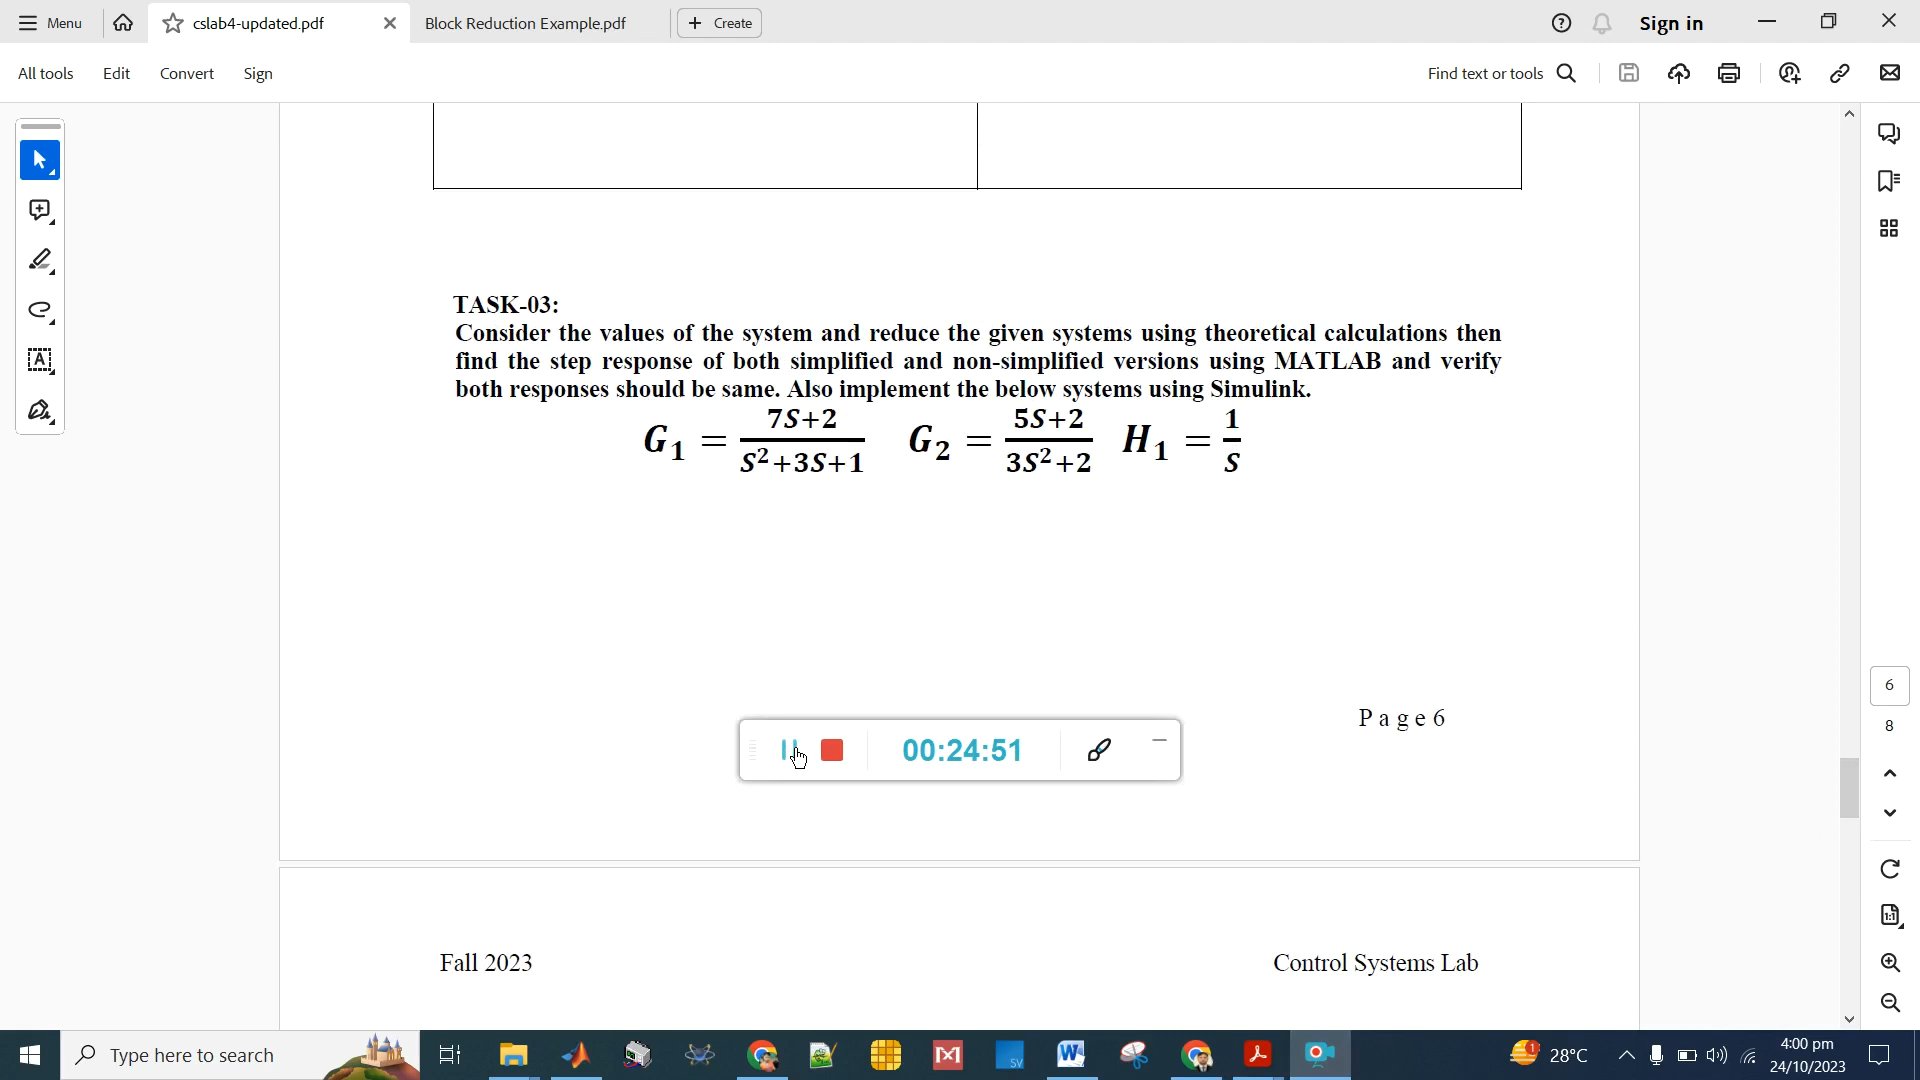 Menu
cslab4-updated.pdf
Block Reduction Example.pdf
+ Create
Sign in
All tools
Edit
Convert
Sign
Find text or tools
TASK-03:
Consider the values of the system and reduce the given systems using theoretical calculations then
find the step response of both simplified and non-simplified versions using MATLAB and verify
both responses should be same. Also implement the below systems using Simulink.
G₁ = (7S+2)/(S²+3S+1) G₂ = (5S+2)/(3S²+2) H₁ = 1/S
P a g e 6
00:24:51
6
8
Fall 2023
Control Systems Lab
Type here to search
SV
W
1
28°C
4:00 pm
24/10/2023